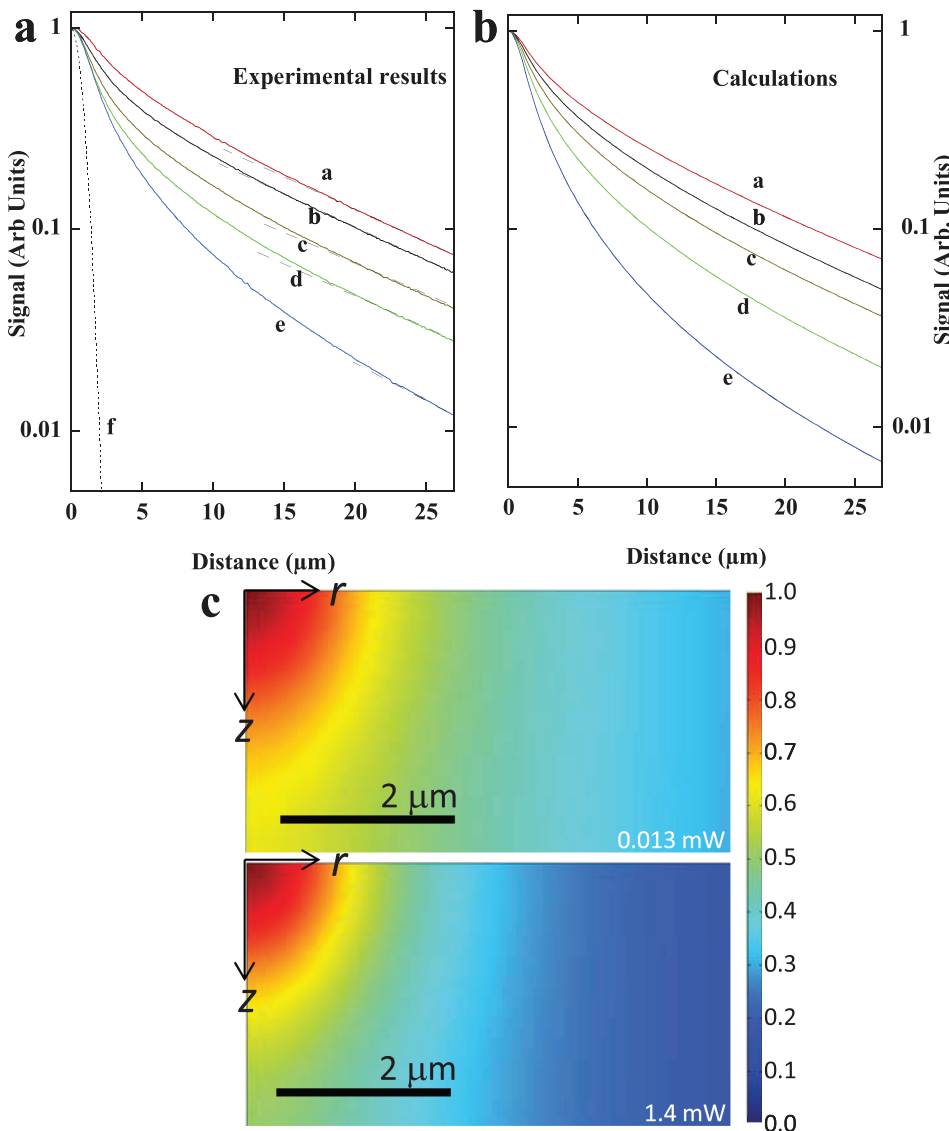 a
Experimental results
Signal (Arb Units)
1
0.1
0.01
a
b
c
d
e
f
0 5 10 15 20 25
Distance (µm)
b
Calculations
Signal (Arb. Units)
1
0.1
0.01
a
b
c
d
e
0 5 10 15 20 25
Distance (µm)
c
r
z
2 µm
0.013 mW
r
z
2 µm
1.4 mW
1.0
0.9
0.8
0.7
0.6
0.5
0.4
0.3
0.2
0.1
0.0